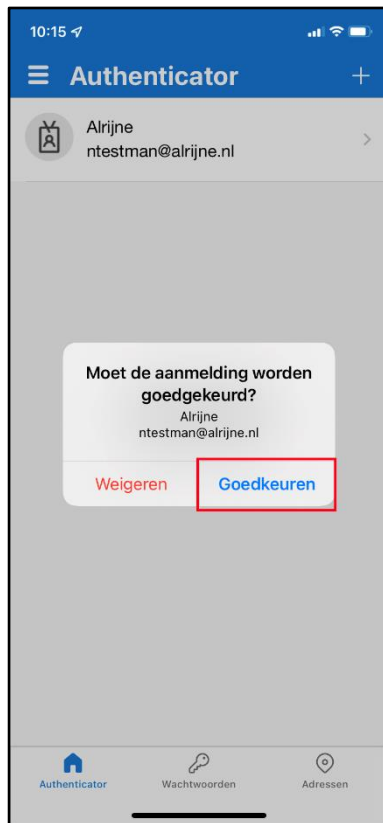 10:15
Authenticator
Alrijne
ntestman@alrijne.nl
Moet de aanmelding worden
goedgekeurd?
Alrijne
ntestman@alrijne.nl
Weigeren Goedkeuren
Authenticator Wachtwoorden Adressen